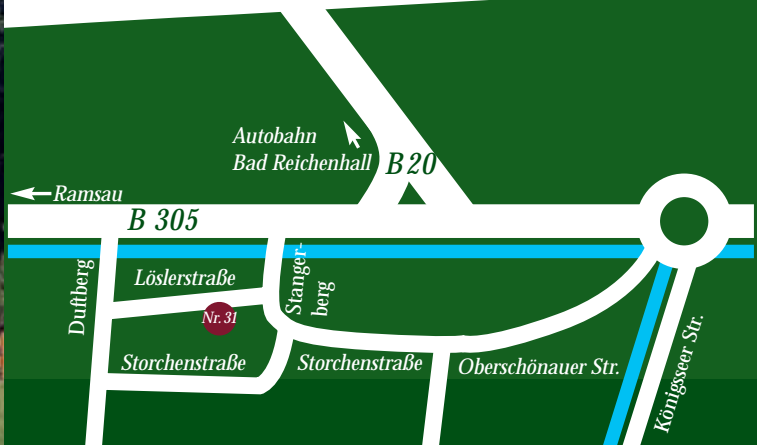 Autobahn
Bad Reichenhall
B 20
Ramsau
B 305
Duftberg
Löslerstraße
Stanger-
berg
Nr. 31
Storchenstraße
Storchenstraße
Oberschönauer Str.
Königsseer Str.